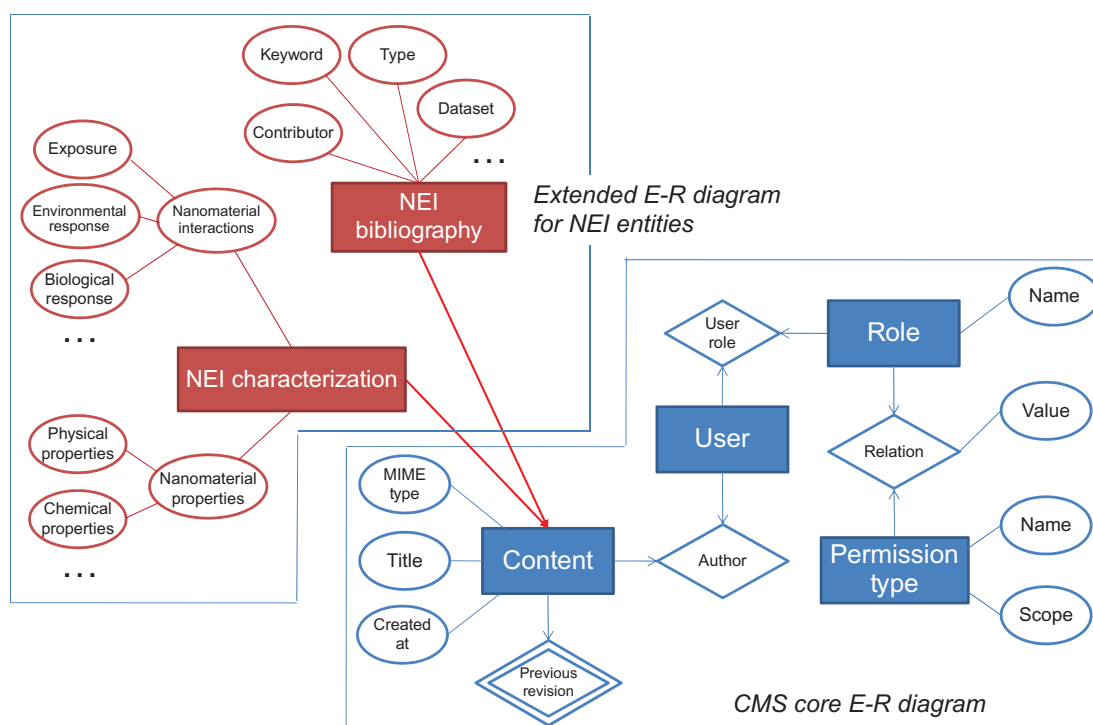 Keyword
Type
Dataset
Contributor
...
Exposure
Environmental
response
Nanomaterial
interactions
Biological
response
...
NEI
bibliography
Extended E-R diagram
for NEI entities
NEI characterization
Physical
properties
Nanomaterial
properties
Chemical
properties
...
User
role
Role
Name
User
Relation
Value
MIME
type
Title
Content
Author
Permission
type
Name
Scope
Created
at
Previous
revision
CMS core E-R diagram